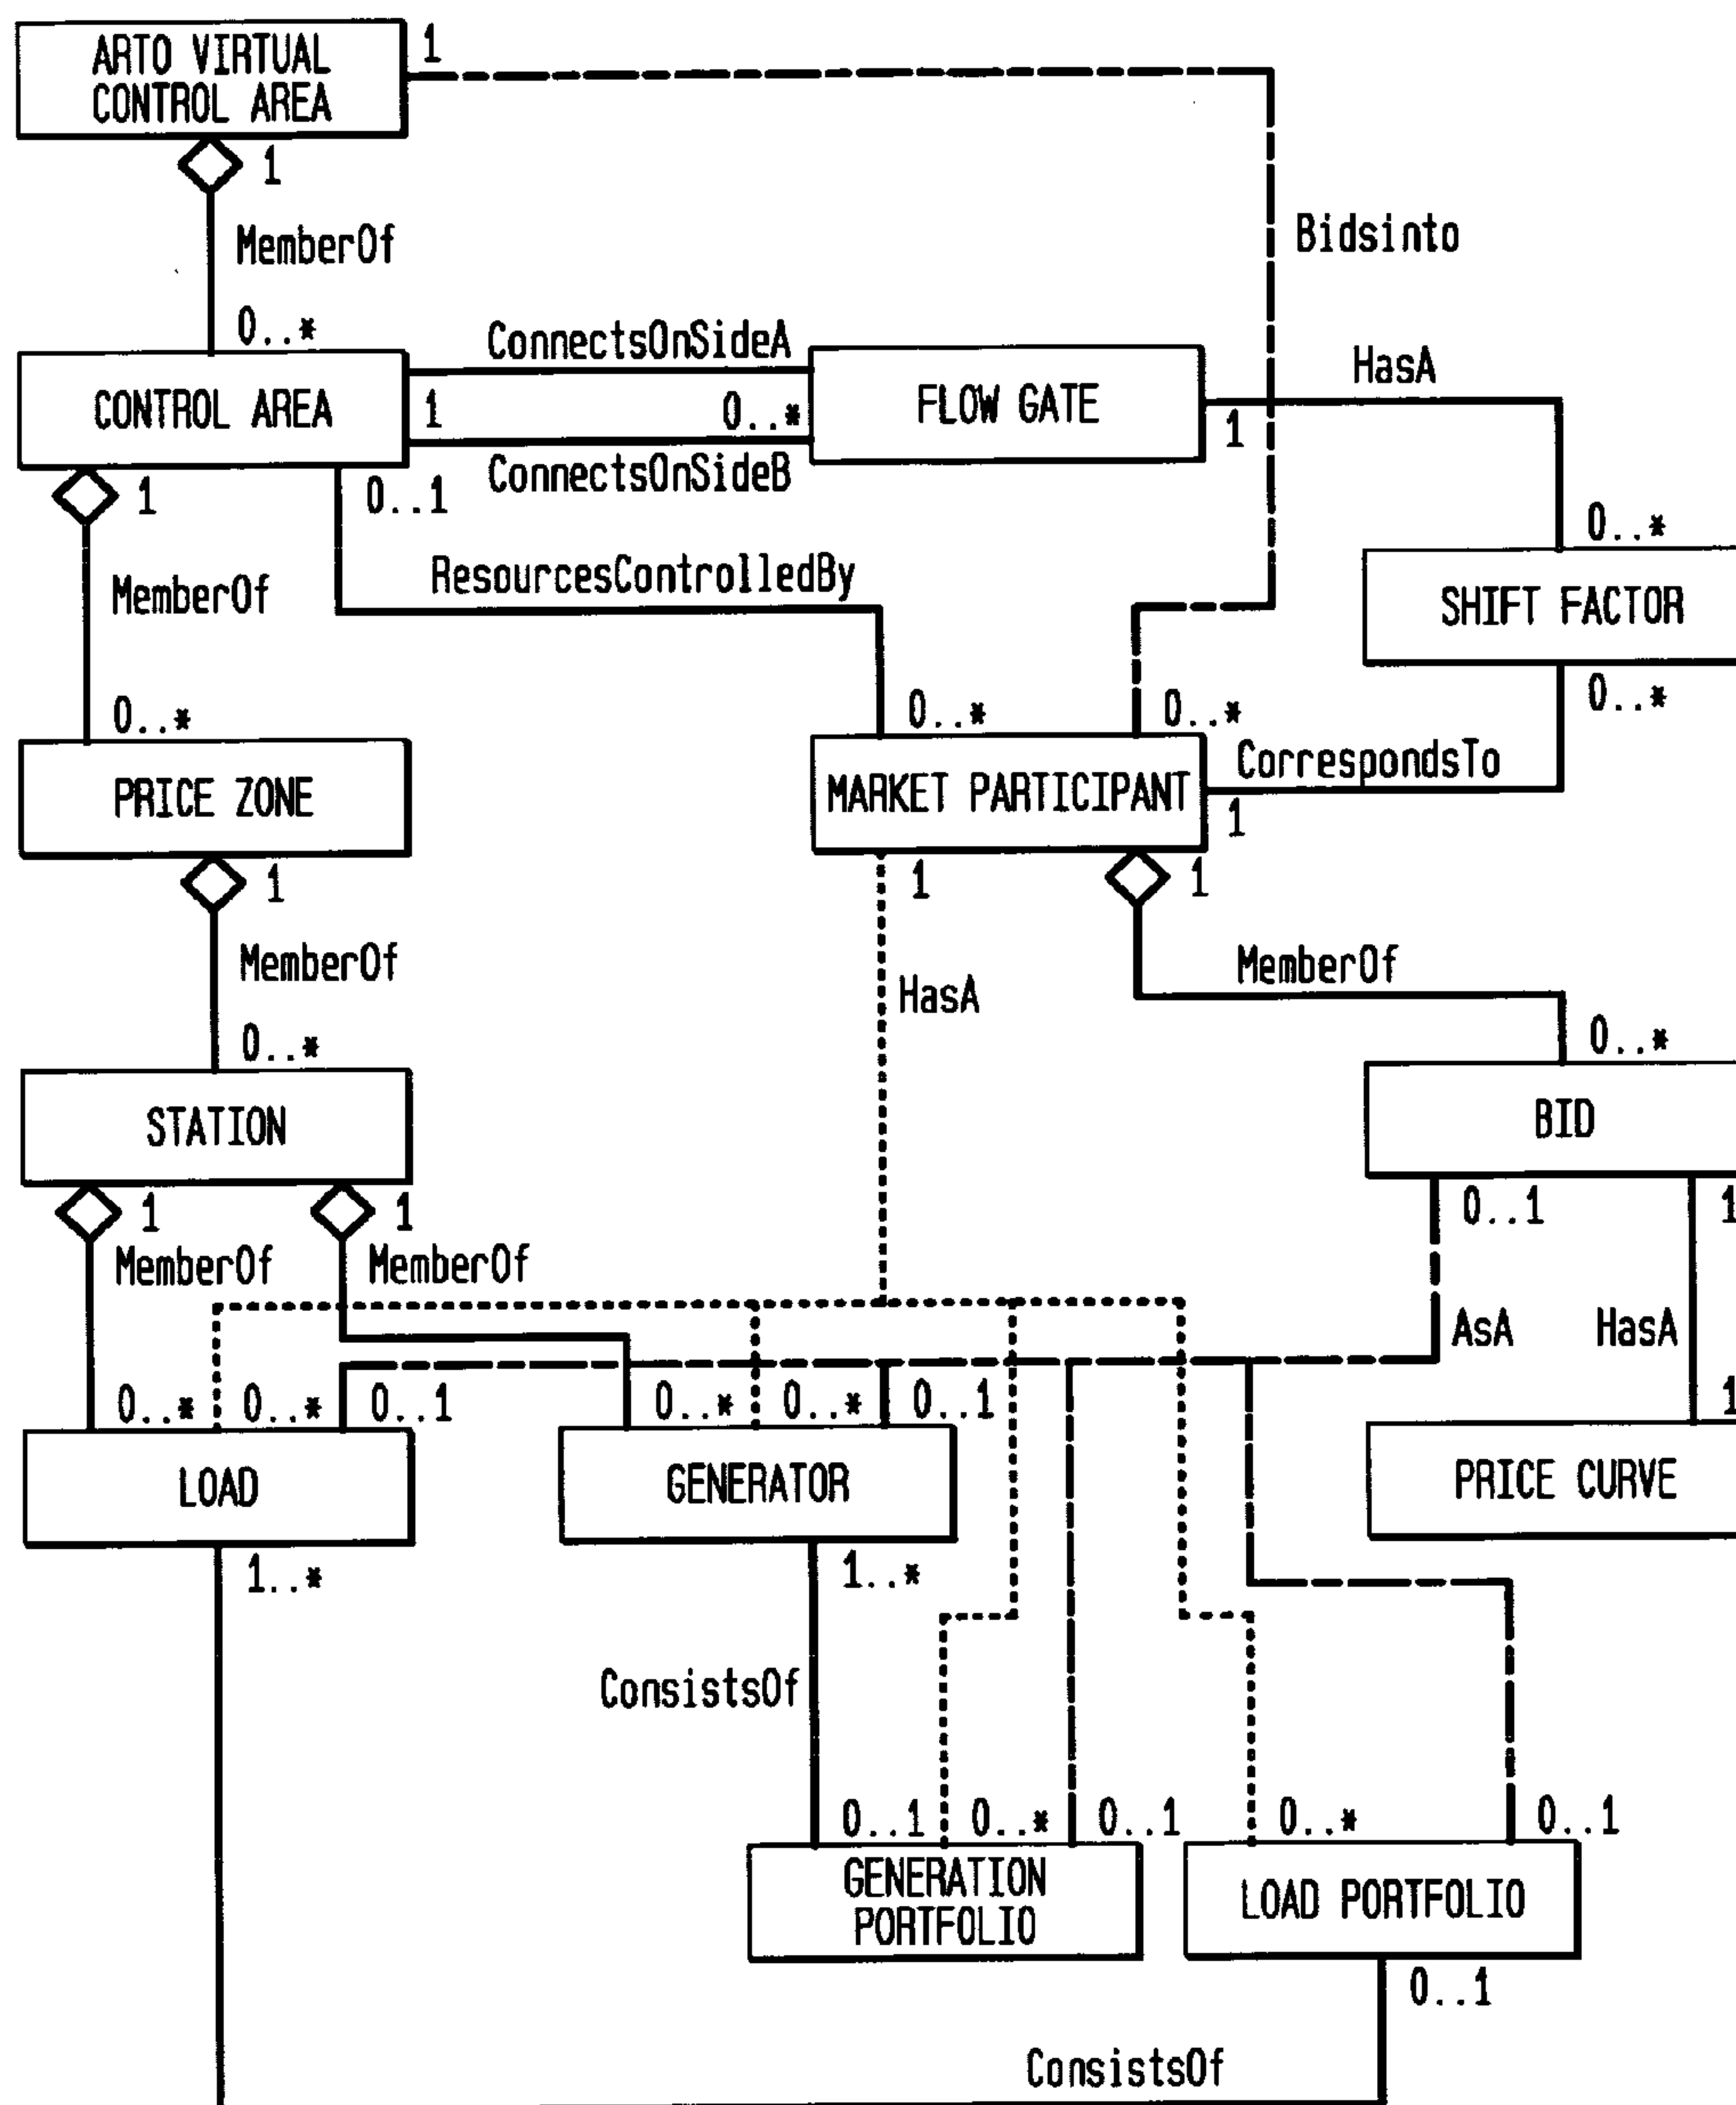 ARTO VIRTUAL
CONTROL AREA
1
1
MemberOf
Bidsinto
0..*
ConnectsOnSideA
HasA
CONTROL AREA
1
0..*
FLOW GATE
1
ConnectsOnSideB
1
0..1
0..*
MemberOf
ResourcesControlledBy
SHIFT FACTOR
0..*
0..*
0..*
0..*
PRICE ZONE
MARKET PARTICIPANT
CorrespondsTo
1
1
1
1
MemberOf
HasA
MemberOf
0..*
0..*
STATION
BID
1
1
0..1
1
MemberOf
MemberOf
AsA
HasA
0..*
0..*
0..1
0..*
0..*
0..1
1
LOAD
GENERATOR
PRICE CURVE
1..*
1..*
ConsistsOf
0..1
0..*
0..1
0..*
0..1
GENERATION
PORTFOLIO
LOAD PORTFOLIO
0..1
ConsistsOf